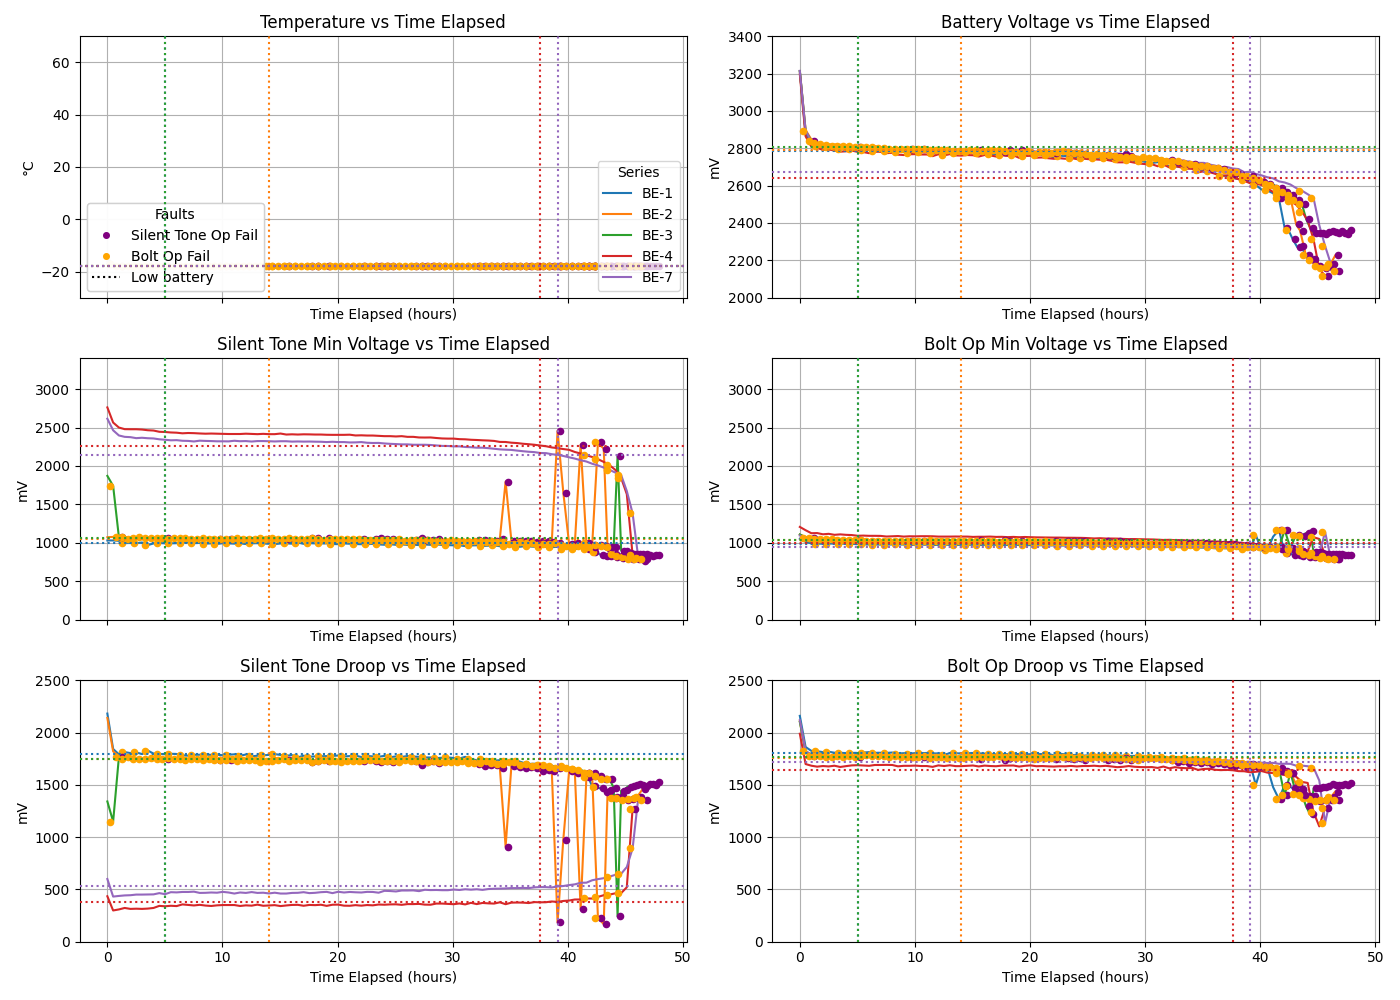 Temperature vs Time Elapsed
60
40
20
0
−20
°C
Time Elapsed (hours)
Faults
Silent Tone Op Fail
Bolt Op Fail
Low battery
Series
BE-1
BE-2
BE-3
BE-4
BE-7
Battery Voltage vs Time Elapsed
3400
3200
3000
2800
2600
2400
2200
2000
mV
Time Elapsed (hours)
Silent Tone Min Voltage vs Time Elapsed
3000
2500
2000
1500
1000
500
0
mV
Time Elapsed (hours)
Bolt Op Min Voltage vs Time Elapsed
3000
2500
2000
1500
1000
500
0
mV
Time Elapsed (hours)
Silent Tone Droop vs Time Elapsed
2500
2000
1500
1000
500
0
mV
0 10 20 30 40 50
Time Elapsed (hours)
Bolt Op Droop vs Time Elapsed
2500
2000
1500
1000
500
0
mV
0 10 20 30 40 50
Time Elapsed (hours)